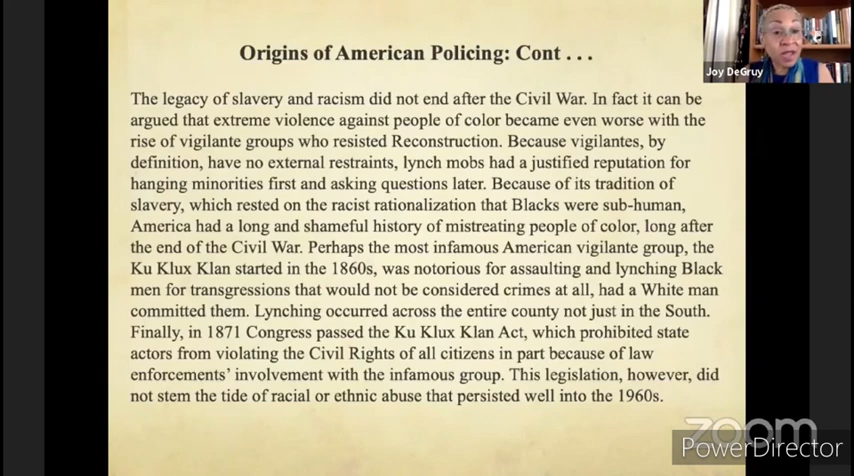 Origins of American Policing: Cont . . .
Joy DeGruy
The legacy of slavery and racism did not end after the Civil War. In fact it can be
argued that extreme violence against people of color became even worse with the
rise of vigilante groups who resisted Reconstruction. Because vigilantes, by
definition, have no external restraints, lynch mobs had a justified reputation for
hanging minorities first and asking questions later. Because of its tradition of
slavery, which rested on the racist rationalization that Blacks were sub-human,
America had a long and shameful history of mistreating people of color, long after
the end of the Civil War. Perhaps the most infamous American vigilante group, the
Ku Klux Klan started in the 1860s, was notorious for assaulting and lynching Black
men for transgressions that would not be considered crimes at all, had a White man
committed them. Lynching occurred across the entire county not just in the South.
Finally, in 1871 Congress passed the Ku Klux Klan Act, which prohibited state
actors from violating the Civil Rights of all citizens in part because of law
enforcements' involvement with the infamous group. This legislation, however, did
not stem the tide of racial or ethnic abuse that persisted well into the 1960s.
zoom
PowerDirector